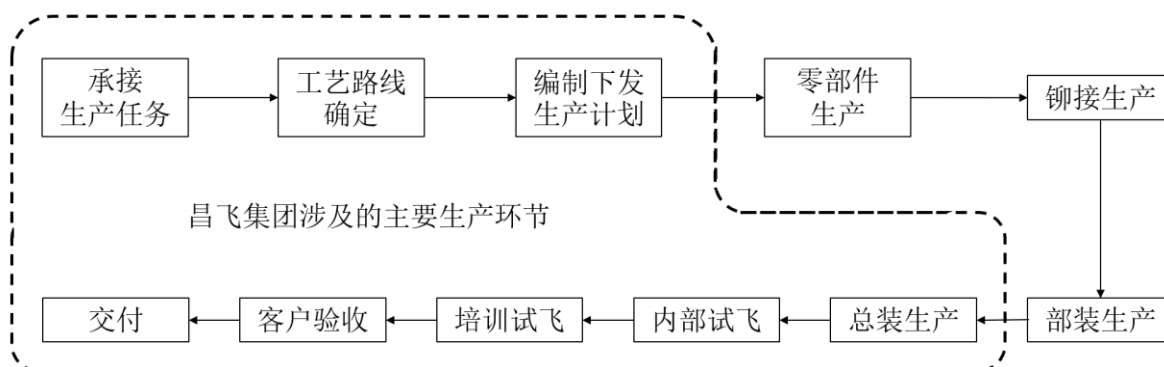 承接
生产任务
工艺路线
确定
编制下发
生产计划
零部件
生产
铆接生产
昌飞集团涉及的主要生产环节
交付
客户验收
培训试飞
内部试飞
总装生产
部装生产